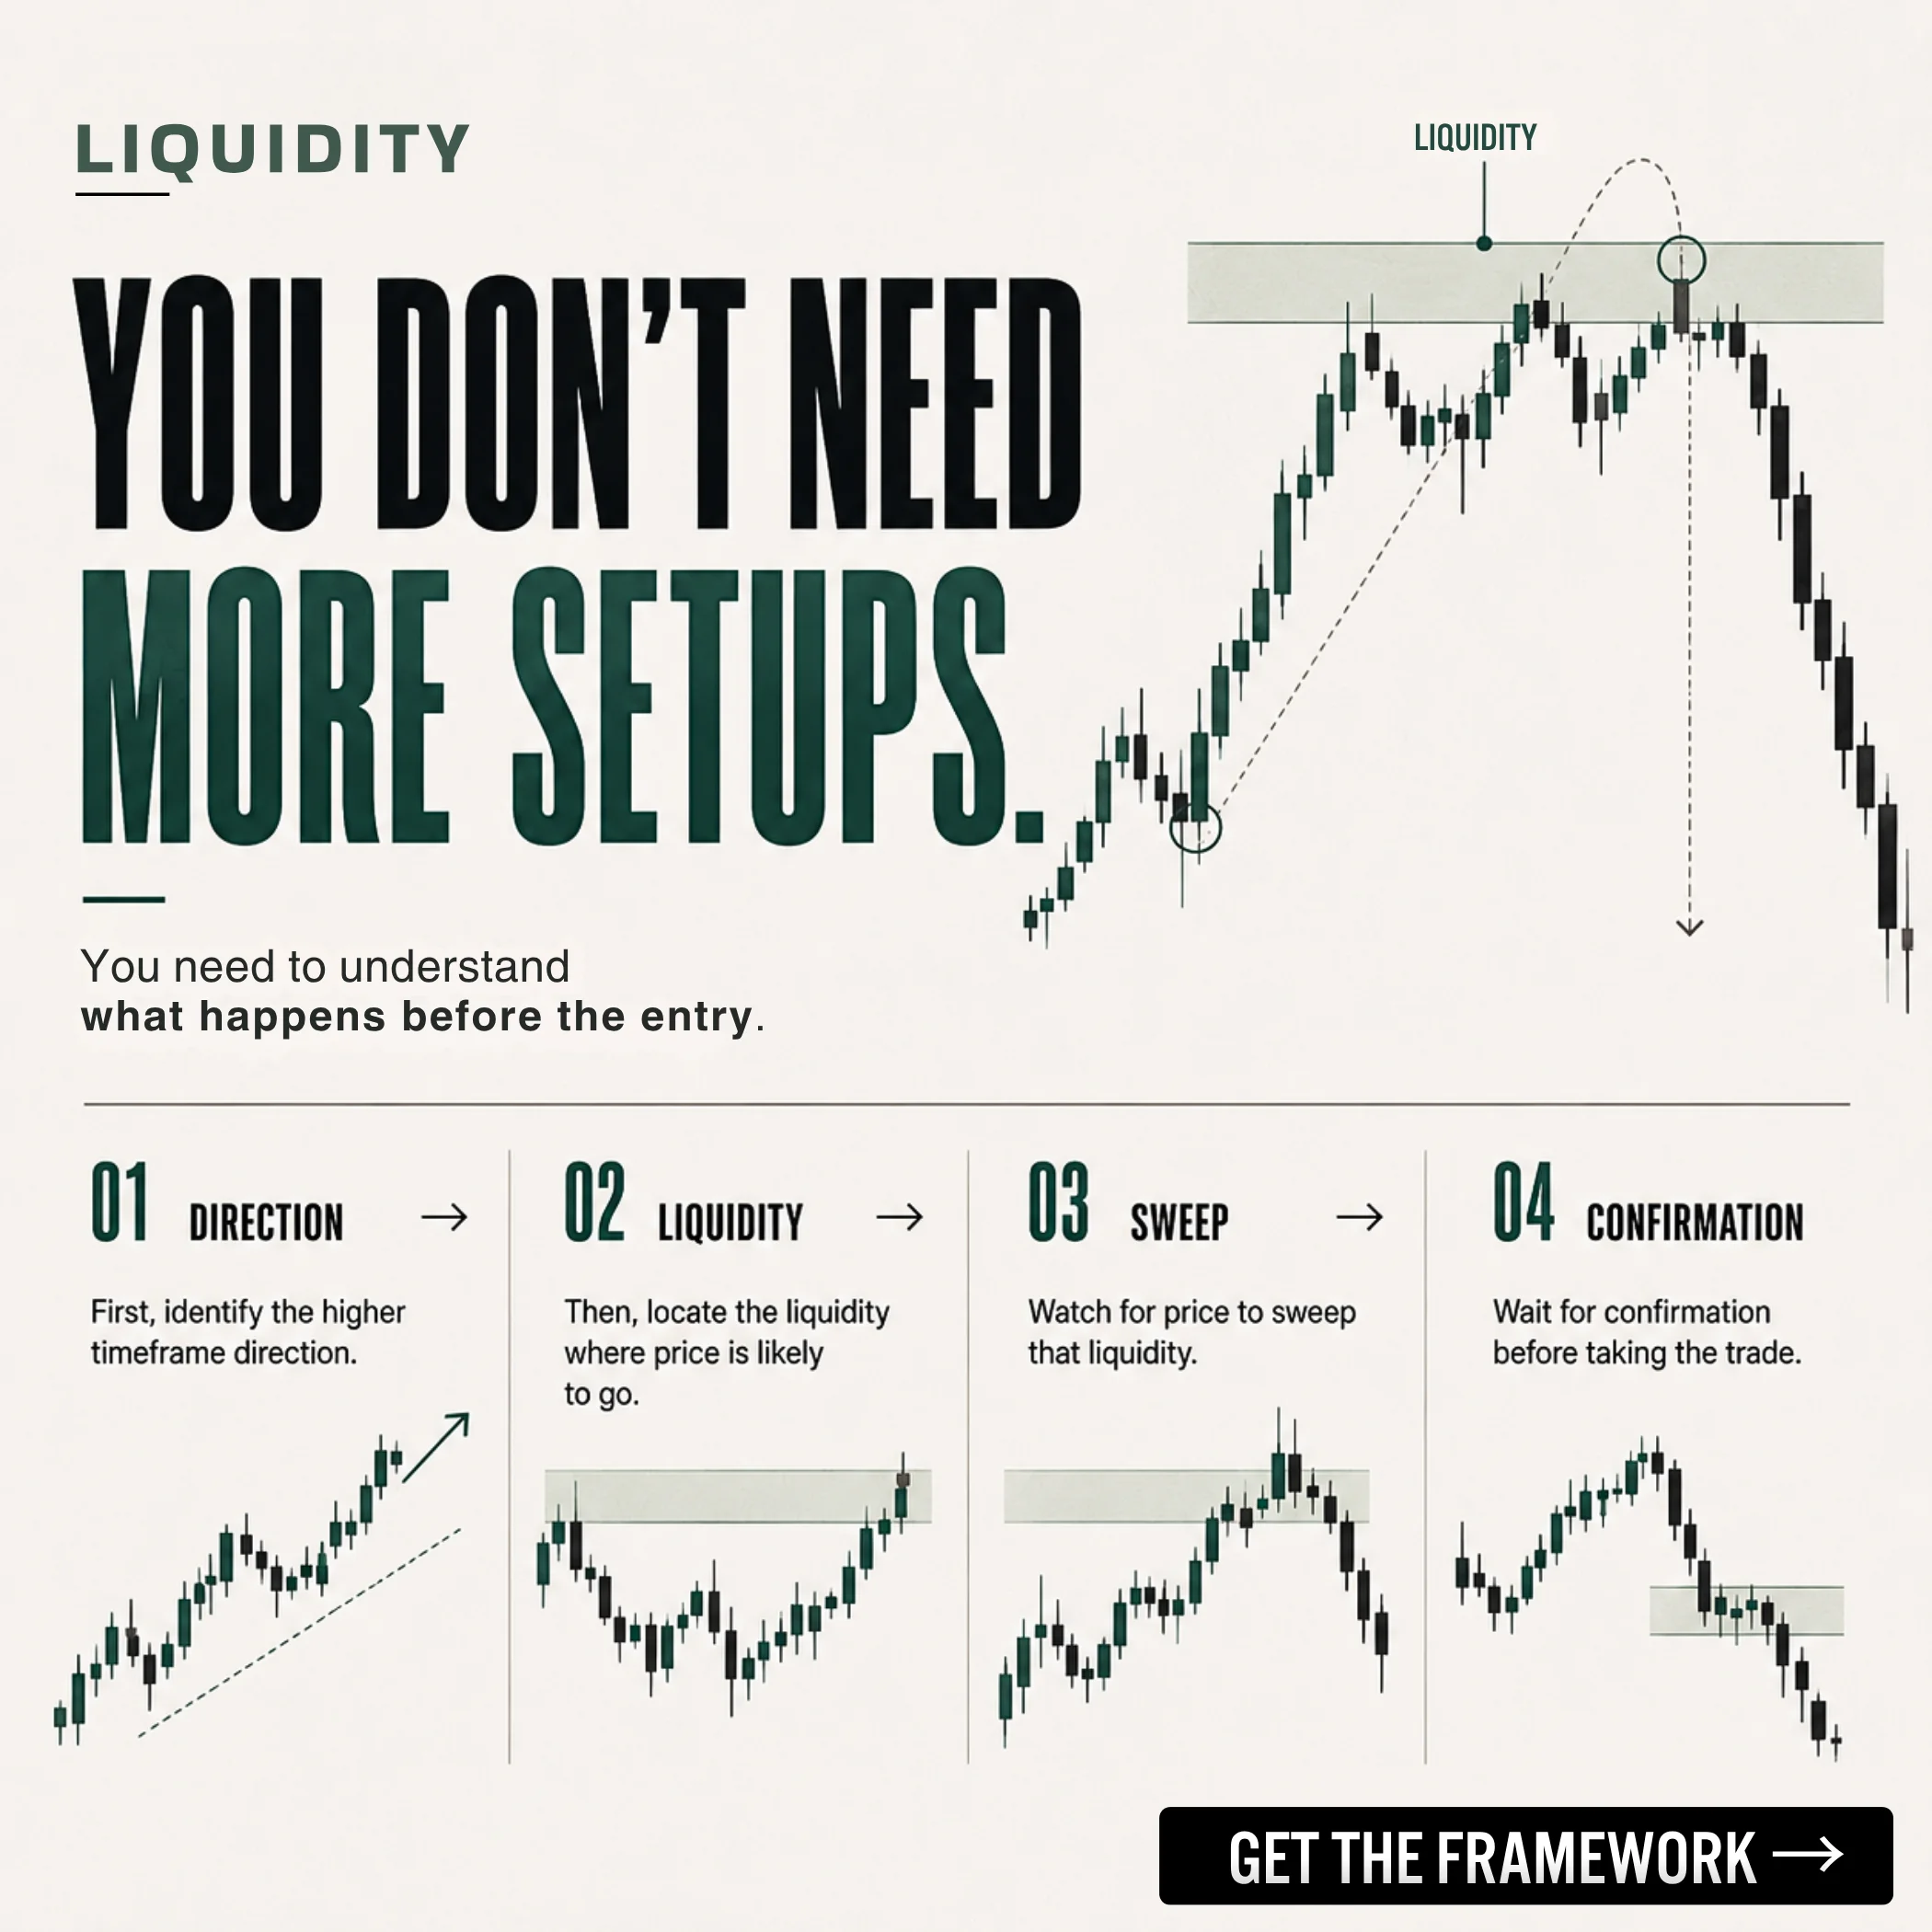 LIQUIDITY
LIQUIDITY
YOU DON'T NEED
MORE SETUPS.
You need to understand
what happens before the entry.
01 DIRECTION →
First, identify the higher
timeframe direction.
02 LIQUIDITY →
Then, locate the liquidity
where price is likely
to go.
03 SWEEP →
Watch for price to sweep
that liquidity.
04 CONFIRMATION
Wait for confirmation
before taking the trade.
GET THE FRAMEWORK →